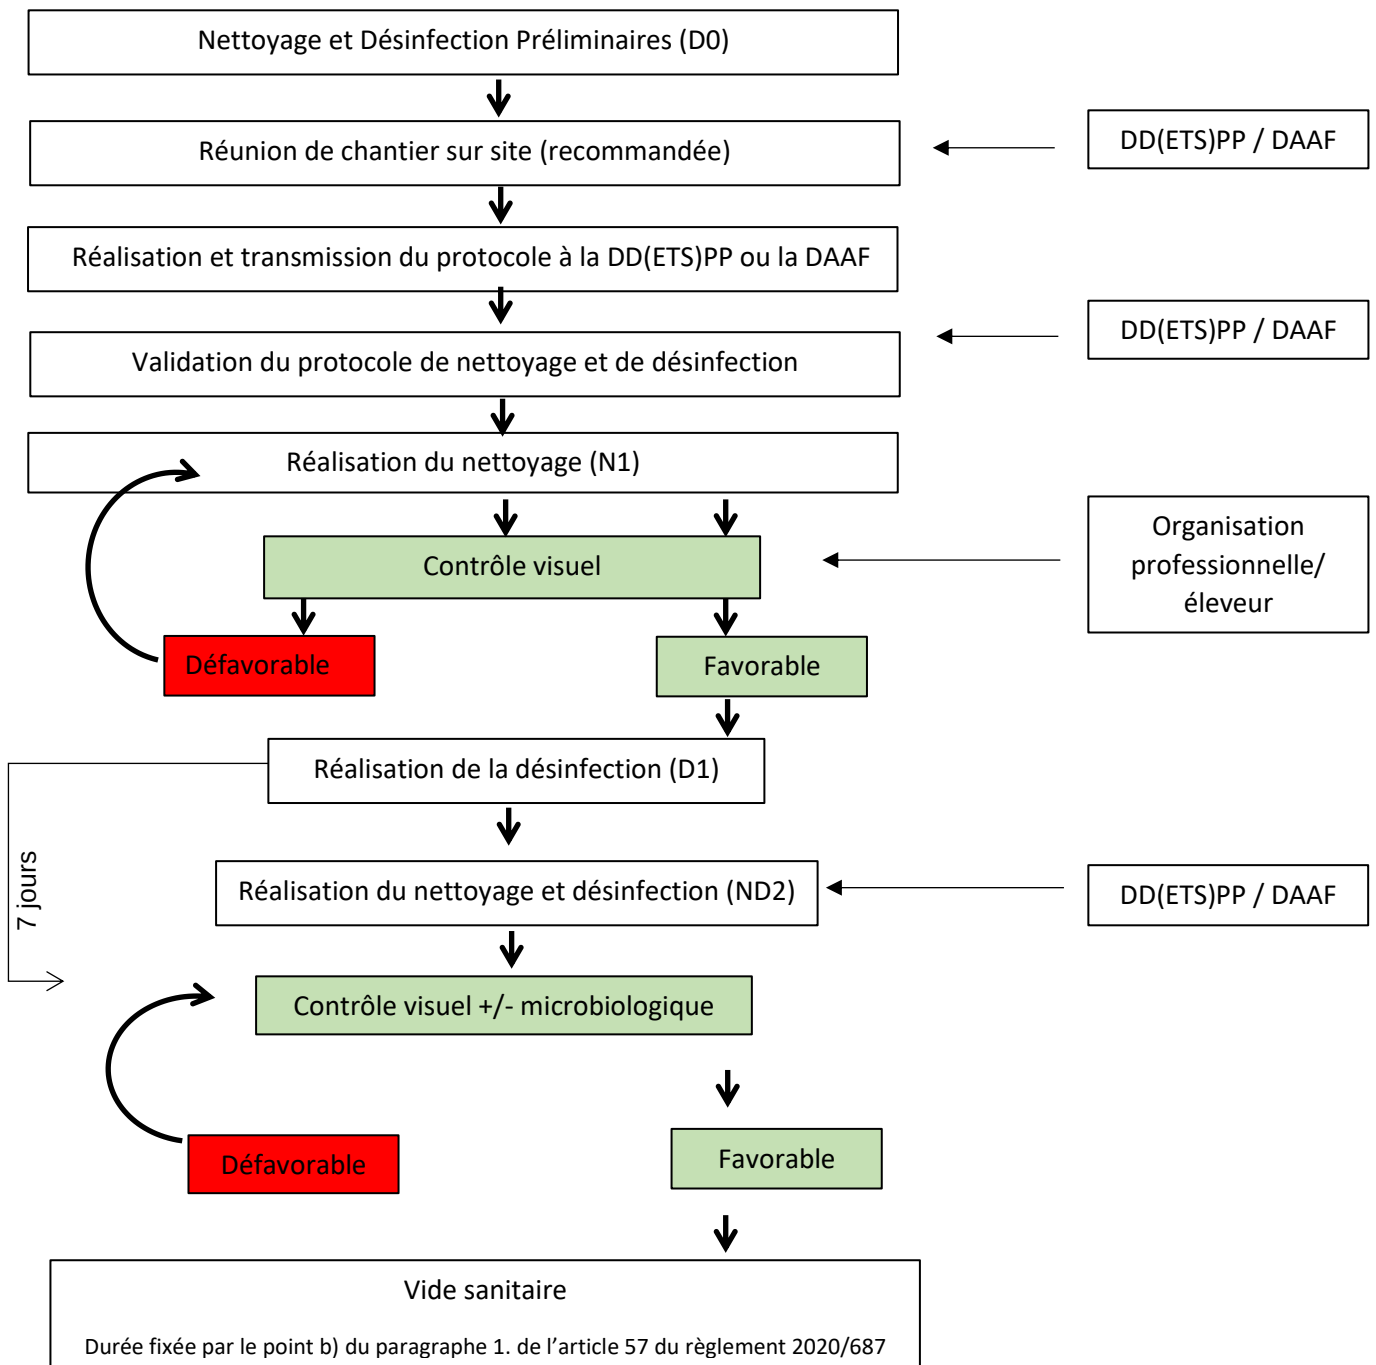 Nettoyage et Désinfection Préliminaires (D0)
Réunion de chantier sur site (recommandée)
DD(ETS)PP / DAAF
Réalisation et transmission du protocole à la DD(ETS)PP ou la DAAF
Validation du protocole de nettoyage et de désinfection
DD(ETS)PP / DAAF
Réalisation du nettoyage (N1)
Contrôle visuel
Organisation
professionnelle/
éleveur
Défavorable
Favorable
Réalisation de la désinfection (D1)
7 jours
Réalisation du nettoyage et désinfection (ND2)
DD(ETS)PP / DAAF
Contrôle visuel +/- microbiologique
Défavorable
Favorable
Vide sanitaire
Durée fixée par le point b) du paragraphe 1. de l'article 57 du règlement 2020/687